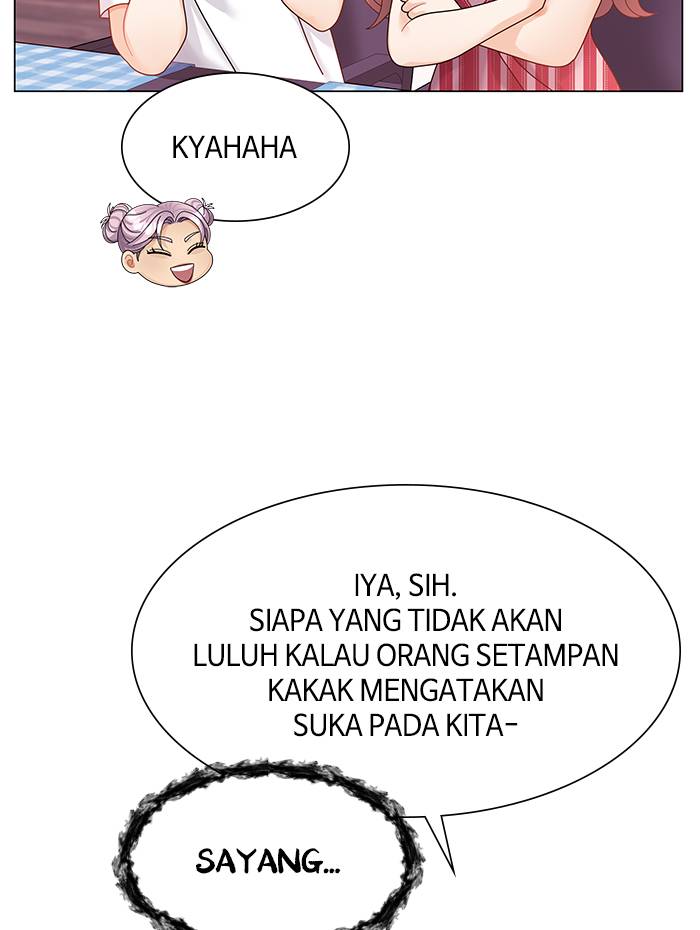 KYAHAHA
IYA, SIH.
SIAPA YANG TIDAK AKAN
LULUH KALAU ORANG SETAMPAN
KAKAK MENGATAKAN
SUKA PADA KITA-
SAYANG...